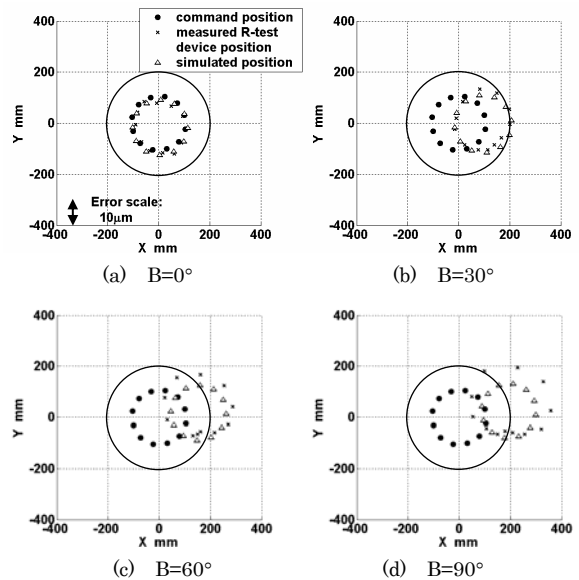 ● command position
× measured R-test
device position
△ simulated position
400
200
0
-200
-400
Y mm
-400 -200 0 200 400
X mm
Error scale:
10μm
(a) B=0°
400
200
0
-200
-400
Y mm
-400 -200 0 200 400
X mm
(b) B=30°
400
200
0
-200
-400
Y mm
-400 -200 0 200 400
X mm
(c) B=60°
400
200
0
-200
-400
Y mm
-400 -200 0 200 400
X mm
(d) B=90°